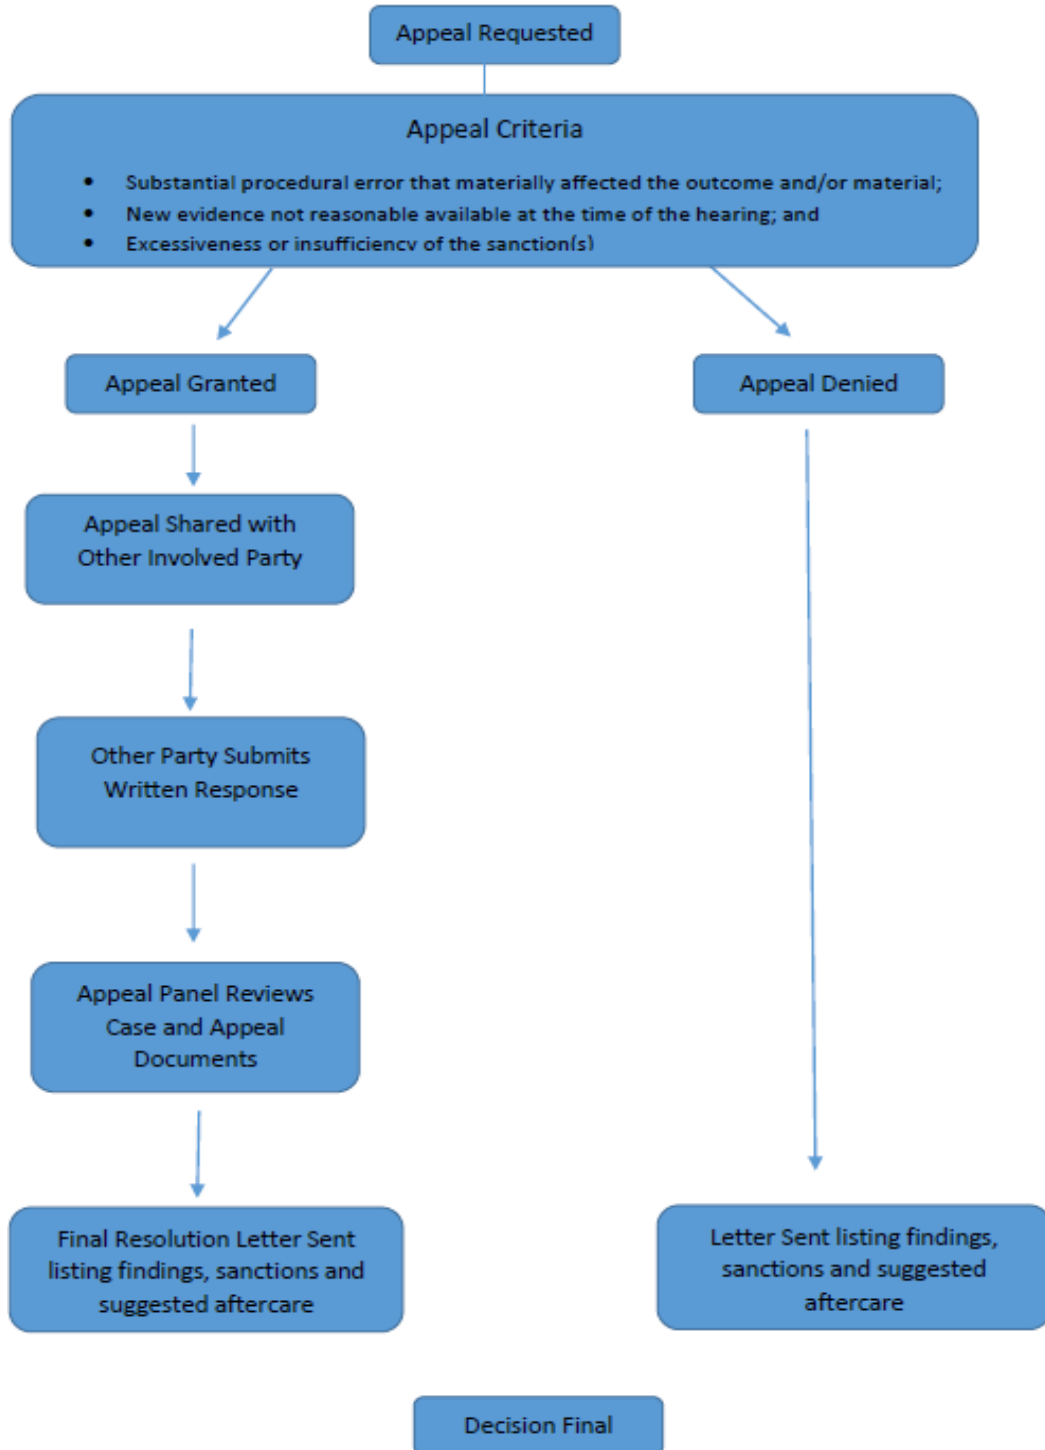 Appeal Requested
Appeal Criteria
• Substantial procedural error that materially affected the outcome and/or material;
• New evidence not reasonable available at the time of the hearing; and
• Excessiveness or insufficiency of the sanction(s)
Appeal Granted
Appeal Denied
Appeal Shared with
Other Involved Party
Other Party Submits
Written Response
Appeal Panel Reviews
Case and Appeal
Documents
Final Resolution Letter Sent
listing findings, sanctions and
suggested aftercare
Letter Sent listing findings,
sanctions and suggested
aftercare
Decision Final